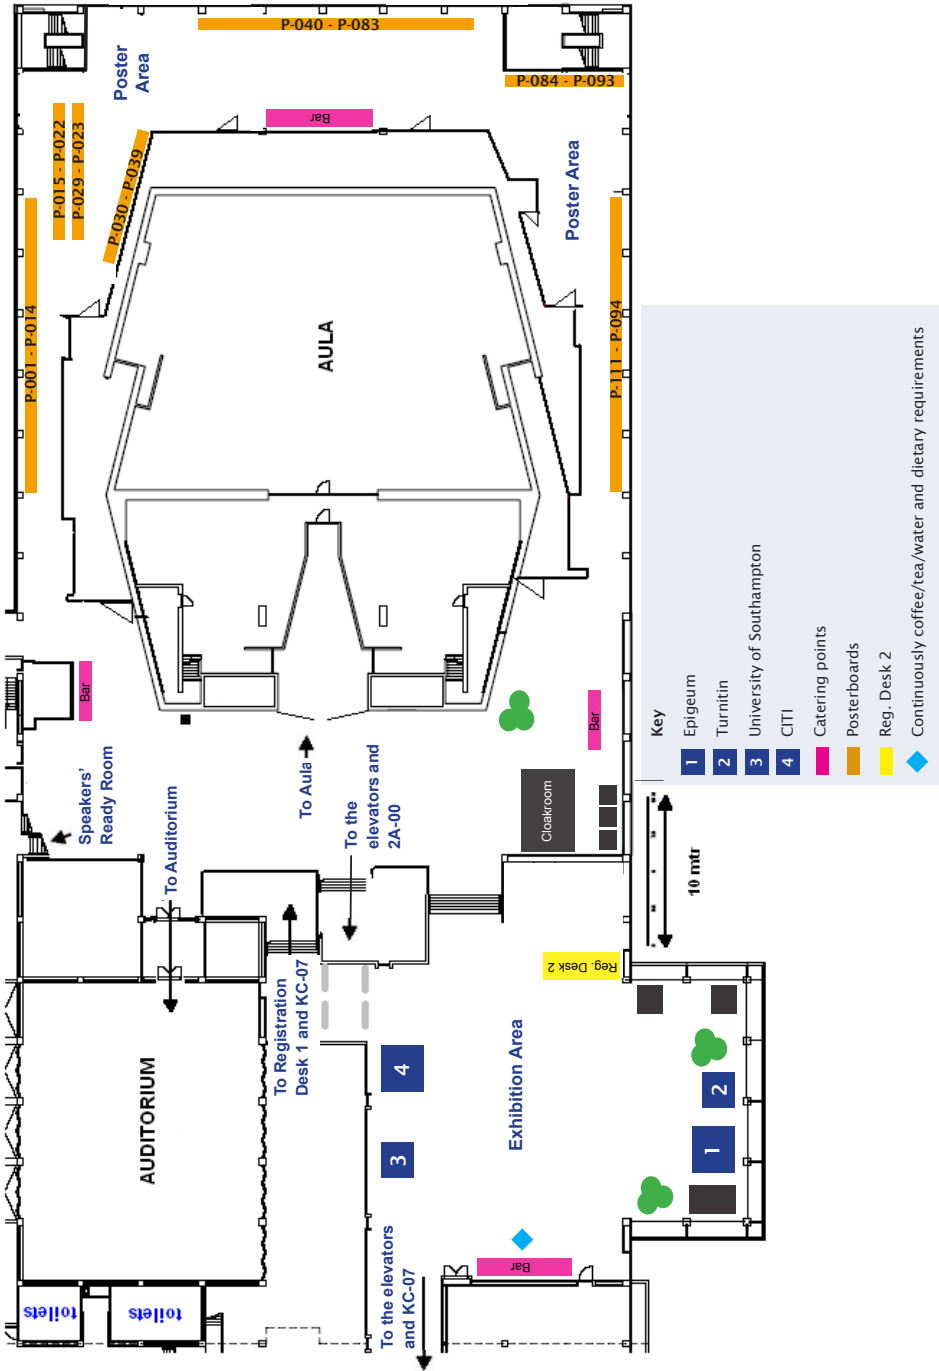 P-040 - P-083
Poster
Area
P-084 - P-093
Bar
P-015 - P-022
P-029 - P-023
P-030 - P-039
Poster Area
P-001 - P-014
AULA
P-111 - P-094
Bar
Bar
Speakers'
Ready Room
To Auditorium
To Aula
To the
elevators and
2A-00
Cloakroom
10 mtr
Reg. Desk 2
To Registration
Desk 1 and KC-07
AUDITORIUM
4
3
Exhibition Area
2
1
Bar
To the elevators
and KC-07
toilets
toilets
Key
1 Epigeum
2 Turnitin
3 University of Southampton
4 CITI
Catering points
Posterboards
Reg. Desk 2
Continuously coffee/tea/water and dietary requirements